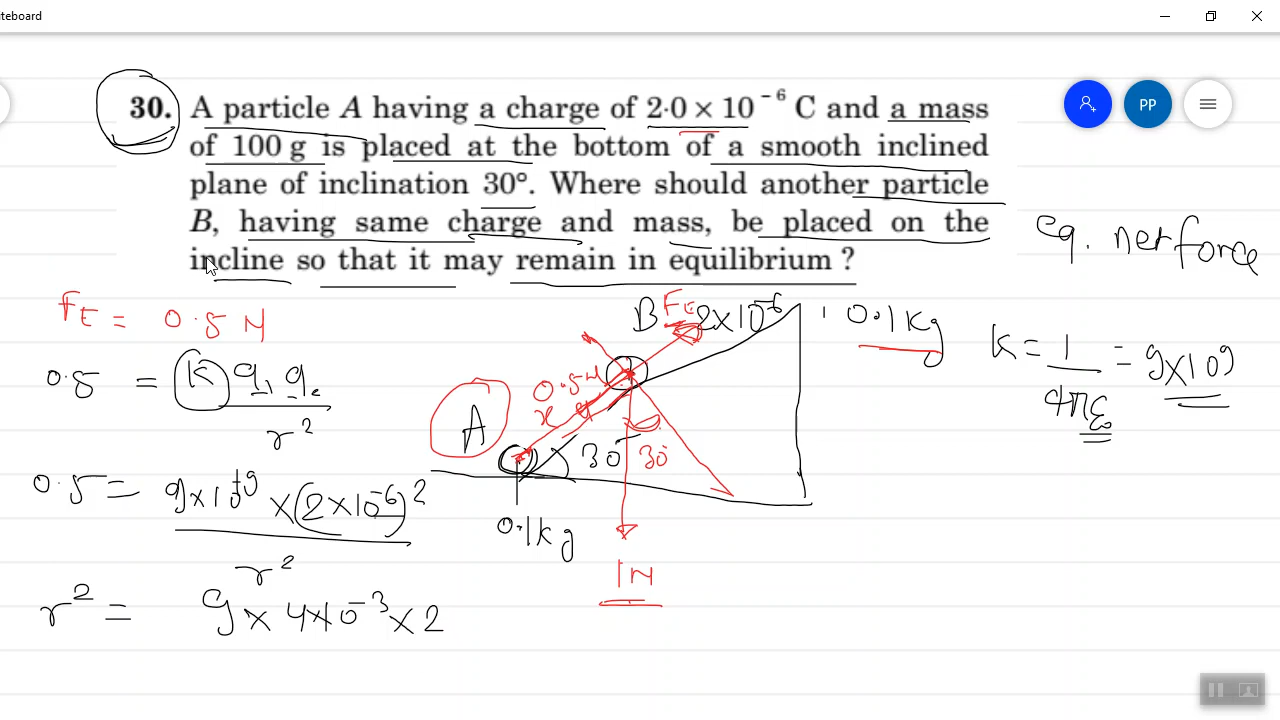 teboard
PP
30. A particle A having a charge of 2·0 × 10⁻⁶ C and a mass
of 100 g is placed at the bottom of a smooth inclined
plane of inclination 30°. Where should another particle
B, having same charge and mass, be placed on the
incline so that it may remain in equilibrium ?
eq. net force
FE = 0.5 N
B FE 2×10⁻⁶ , 0.1 kg
K = 1/4πε₀ = 9×10⁹
0.5 = K q₁ q₂ / r²
A 0.5 N
x
30° 30°
0.5 = 9×10⁺⁹ × (2×10⁻⁶)² / r²
0.1 kg
1N
r² = 9 × 4×10⁻³ × 2